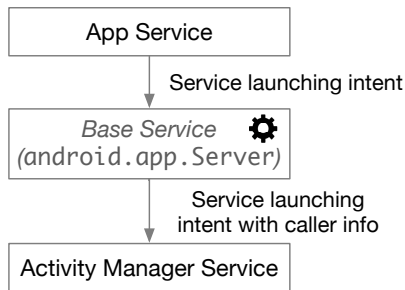 App Service
Service launching intent
Base Service
(android.app.Server)
Service launching
intent with caller info
Activity Manager Service